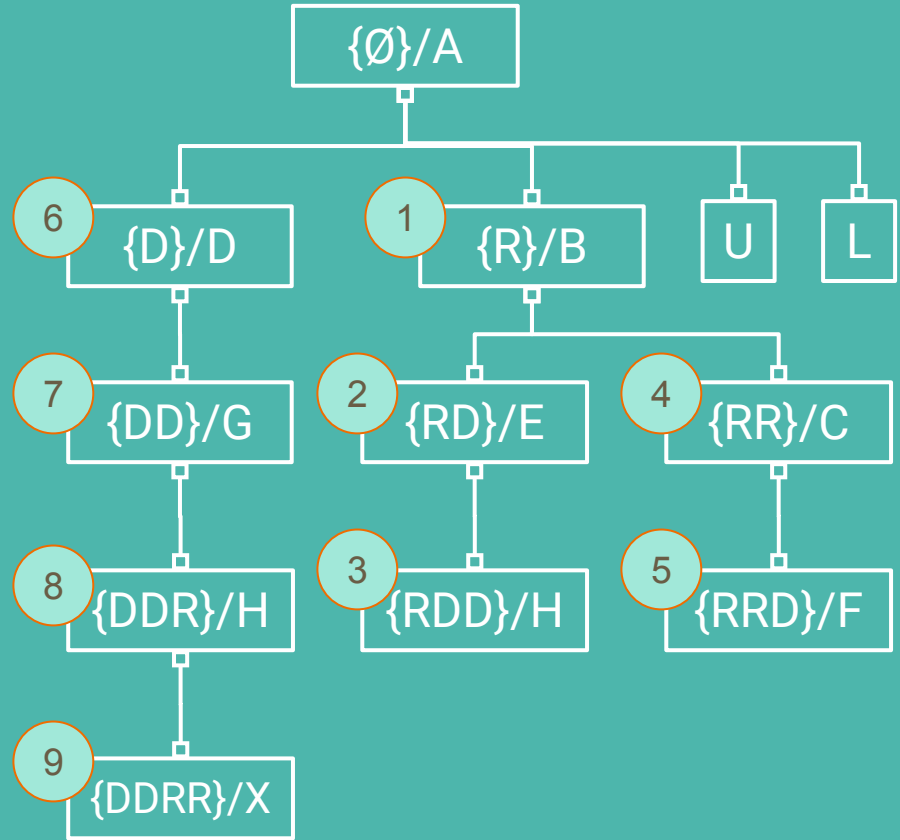 {Ø}/A
6
{D}/D
1
{R}/B
U
L
7
{DD}/G
2
{RD}/E
4
{RR}/C
8
{DDR}/H
3
{RDD}/H
5
{RRD}/F
9
{DDRR}/X